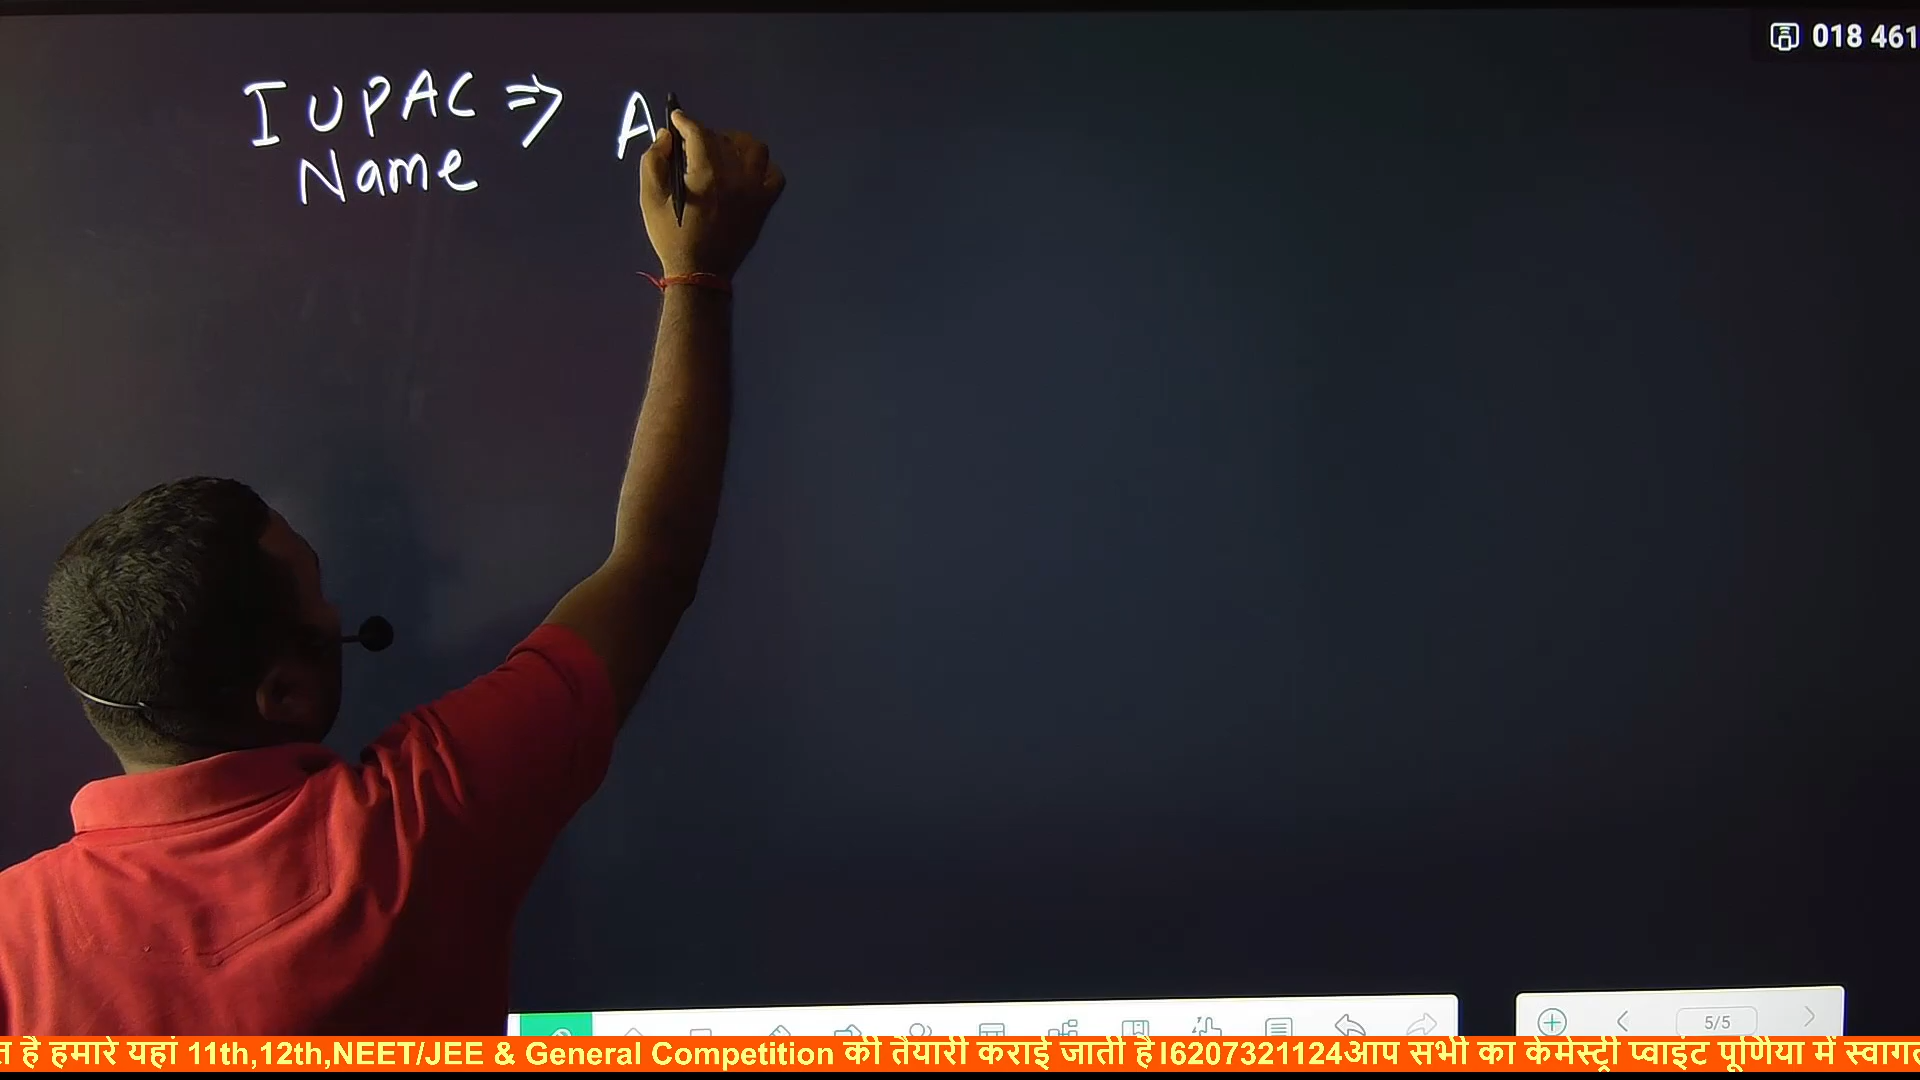 018 461
IUPAC ⇒ A
Name
5/5
त है हमारे यहां 11th,12th,NEET/JEE & General Competition की तैयारी कराई जाती है।6207321124आप सभी का केमेस्ट्री प्वाइंट पूर्णिया में स्वागत